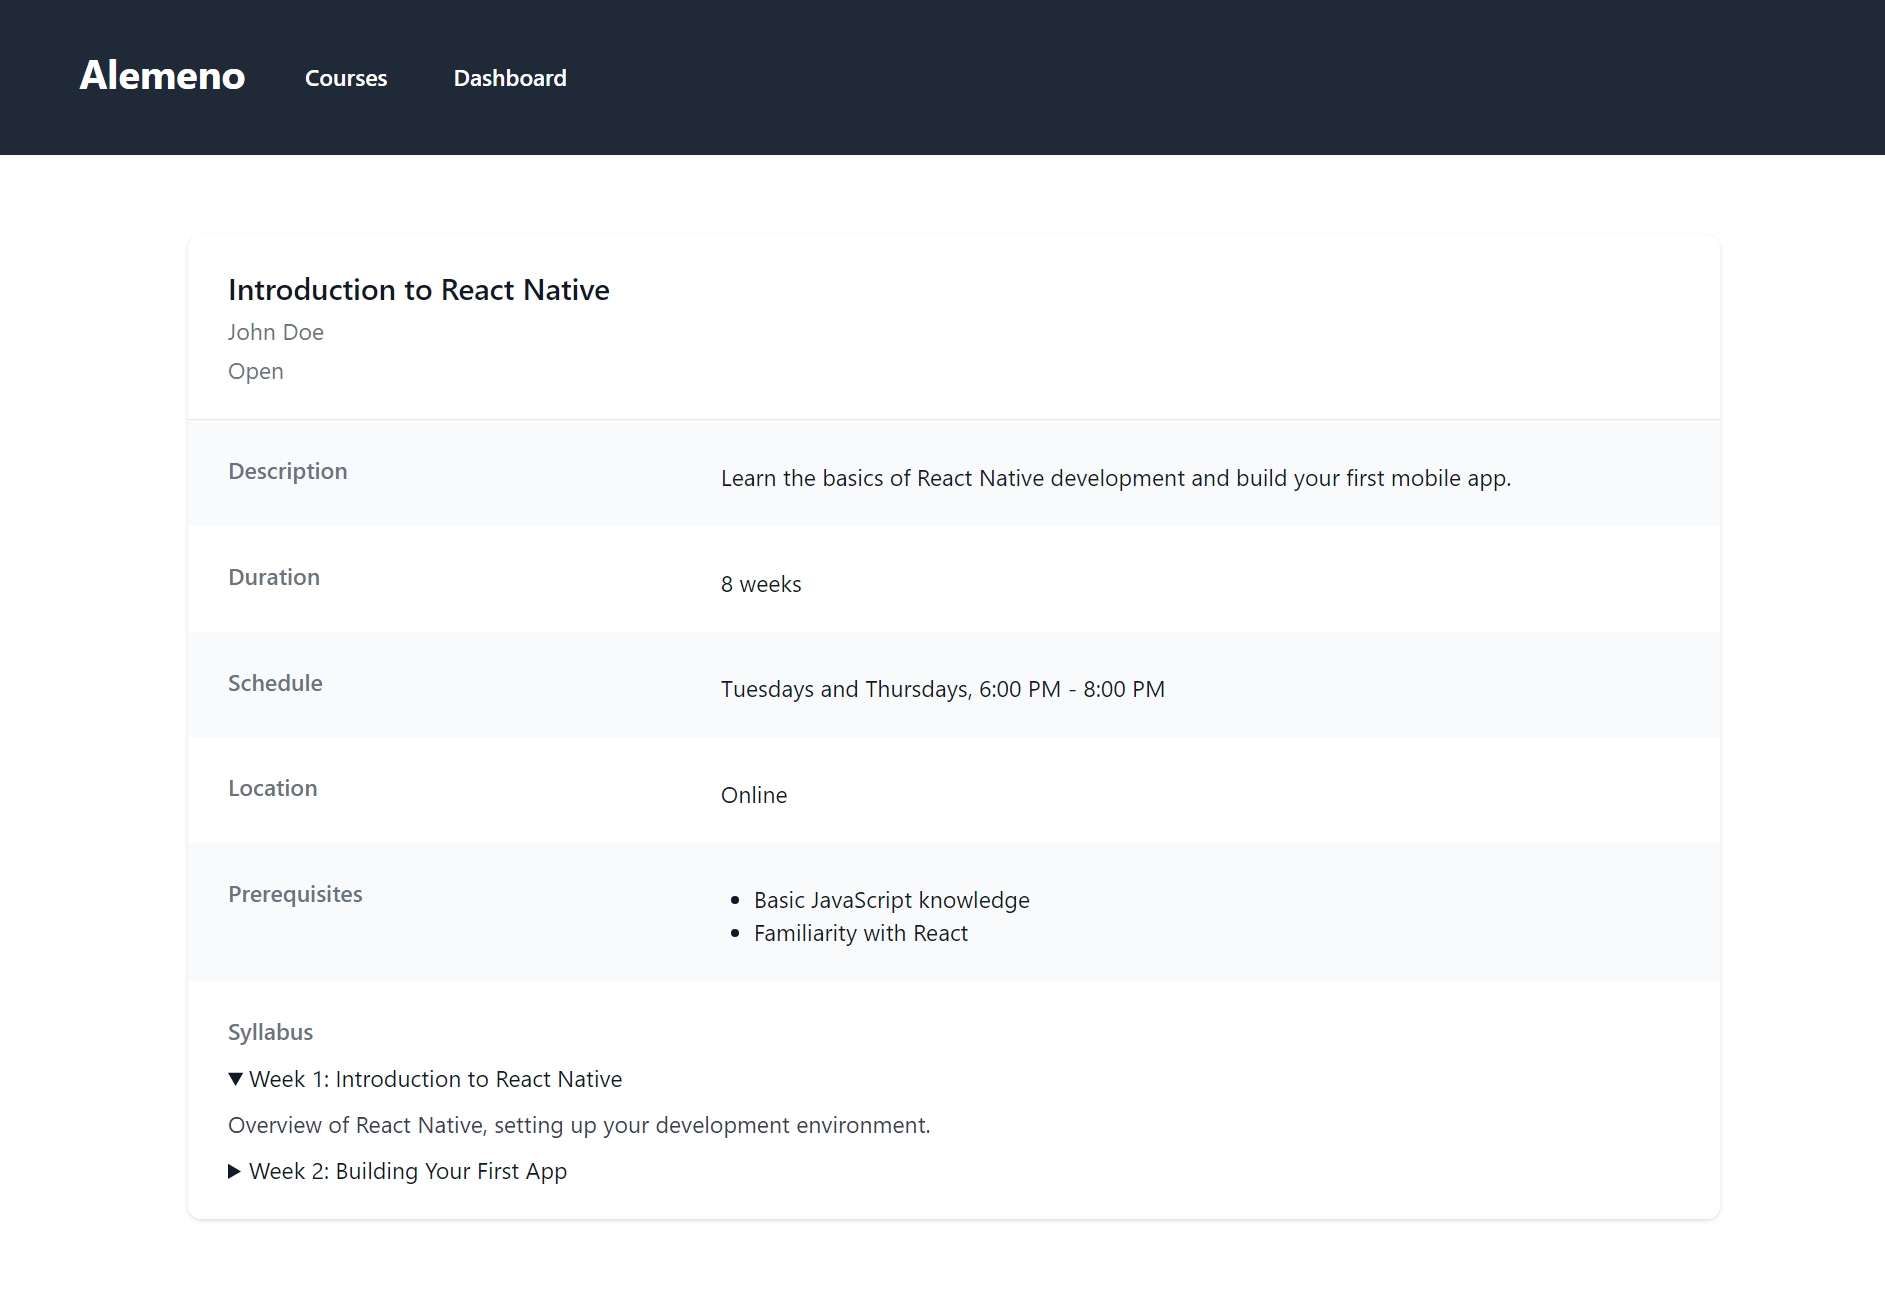 Alemeno
Courses
Dashboard
Introduction to React Native
John Doe
Open
Description
Learn the basics of React Native development and build your first mobile app.
Duration
8 weeks
Schedule
Tuesdays and Thursdays, 6:00 PM - 8:00 PM
Location
Online
Prerequisites
Basic JavaScript knowledge
Familiarity with React
Syllabus
Week 1: Introduction to React Native
Overview of React Native, setting up your development environment.
Week 2: Building Your First App